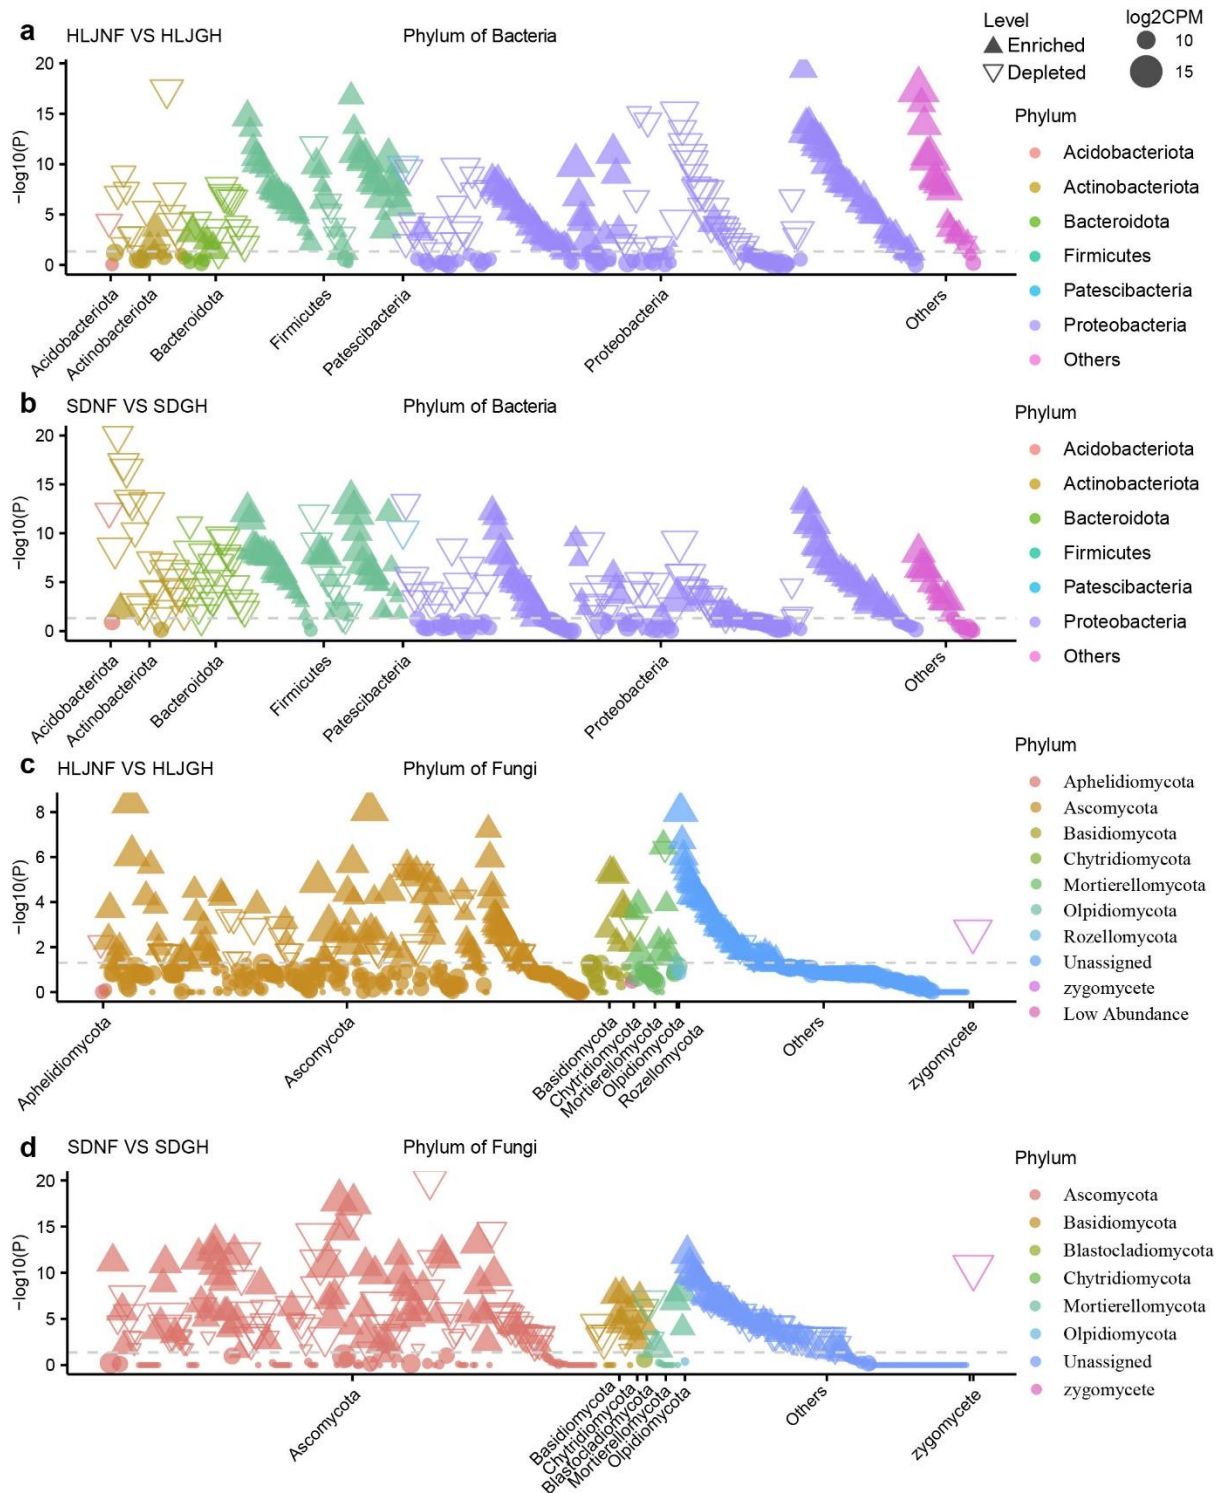 a
HLJNF VS HLJGH
Phylum of Bacteria
Level
Enriched
Depleted
log2CPM
10
15
−log10(P)
20
15
10
5
0
Acidobacteriota
Actinobacteriota
Bacteroidota
Firmicutes
Patescibacteria
Proteobacteria
Others
Phylum
Acidobacteriota
Actinobacteriota
Bacteroidota
Firmicutes
Patescibacteria
Proteobacteria
Others
b
SDNF VS SDGH
Phylum of Bacteria
−log10(P)
20
15
10
5
0
Acidobacteriota
Actinobacteriota
Bacteroidota
Firmicutes
Patescibacteria
Proteobacteria
Others
Phylum
Acidobacteriota
Actinobacteriota
Bacteroidota
Firmicutes
Patescibacteria
Proteobacteria
Others
c
HLJNF VS HLJGH
Phylum of Fungi
−log10(P)
8
6
4
2
0
Aphelidiomycota
Ascomycota
Basidiomycota
Chytridiomycota
Mortierellomycota
Olpidiomycota
Rozellomycota
Others
zygomycete
Phylum
Aphelidiomycota
Ascomycota
Basidiomycota
Chytridiomycota
Mortierellomycota
Olpidiomycota
Rozellomycota
Unassigned
zygomycete
Low Abundance
d
SDNF VS SDGH
Phylum of Fungi
−log10(P)
20
15
10
5
0
Ascomycota
Basidiomycota
Chytridiomycota
Blastocladiomycota
Mortierellomycota
Olpidiomycota
Others
zygomycete
Phylum
Ascomycota
Basidiomycota
Blastocladiomycota
Chytridiomycota
Mortierellomycota
Olpidiomycota
Unassigned
zygomycete